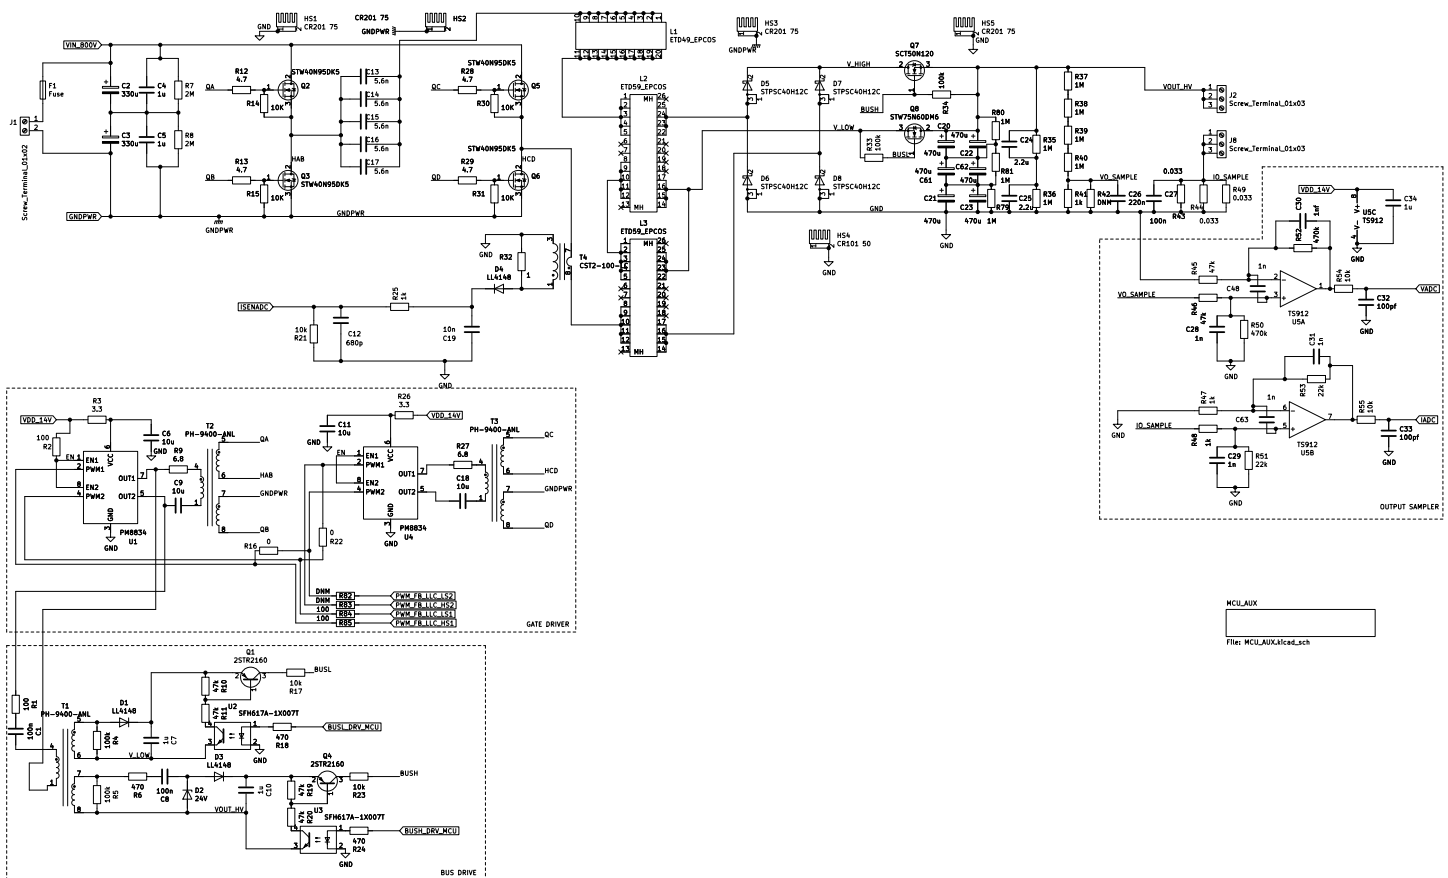 GND
HS1
CR201 75
CR201 75
GNDPWR
HS2
L1
ETD49_EPCOS
HS3
CR201 75
GNDPWR
HS5
CR201 75
GND
VIN_800V
F1
Fuse
J1
1
2
Screw_Terminal_01x02
C2
330u
C4
1u
R7
2M
C3
330u
C5
1u
R8
2M
GNDPWR
R12
4.7
QA
STW40N95DK5
Q2
R14
10K
HAB
R13
4.7
QB
Q3
STW40N95DK5
R15
10K
GNDPWR
GNDPWR
C13
5.6n
C14
5.6n
C15
5.6n
C16
5.6n
C17
5.6n
R28
4.7
QC
STW40N95DK5
Q5
R30
10K
STW40N95DK5
HCD
R29
4.7
QD
Q6
R31
10K
L2
ETD59_EPCOS
MH
MH
L3
ETD59_EPCOS
MH
MH
D5
STPSC40H12C
D7
STPSC40H12C
D6
STPSC40H12C
D8
STPSC40H12C
V_HIGH
V_LOW
Q7
SCT50N120
100k
R34
BUSH
Q8
STW75N60DM6
R33
100k
BUSL
C20
470u
470u
C22
470u
C61
C62
470u
C21
470u
C23
470u
R80
1M
R81
1M
R79
1M
C24
2.2u
C25
2.2u
R35
1M
R36
1M
R37
1M
R38
1M
R39
1M
R40
1M
R41
1k
R42
DNM
C26
220n
C27
100n
0.033
R43
R44
0.033
R49
0.033
VO_SAMPLE
IO_SAMPLE
GND
GND
VOUT_HV
J2
Screw_Terminal_01x03
J8
Screw_Terminal_01x03
HS4
CR101 50
GND
GND
R32
1
D4
LL4148
T4
CST2-100-
ISENADC
10k
R21
C12
680p
R25
1k
10n
C19
GND
VDD_14V
U5C
TS912
V+
V-
GND
C34
1u
C30
1nf
R52
470k
R45
47k
VO_SAMPLE
R46
47k
1n
C48
TS912
U5A
R54
10k
VADC
C32
100pf
GND
C28
1n
R50
470k
GND
C31
1n
R53
22k
R47
1k
GND
IO_SAMPLE
R48
1k
1n
C63
TS912
U5B
R55
10k
IADC
C33
100pf
GND
C29
1n
R51
22k
GND
OUTPUT SAMPLER
R3
3.3
VDD_14V
100
R2
C6
10u
GND
EN
EN1
PWM1
EN2
PWM2
VCC
OUT1
OUT2
GND
GND
PM8834
U1
R9
6.8
C9
10u
T2
PH-9400-ANL
QA
HAB
GNDPWR
QB
R26
3.3
VDD_14V
C11
10u
GND
EN
EN1
PWM1
EN2
PWM2
VCC
OUT1
OUT2
GND
GND
PM8834
U4
R27
6.8
C18
10u
T3
PH-9400-ANL
QC
HCD
GNDPWR
QD
R16
0
0
R22
DNM
R82
PWM_FB_LLC_LS2
DNM
R83
PWM_FB_LLC_HS2
100
R84
PWM_FB_LLC_LS1
100
R85
PWM_FB_LLC_HS1
GATE DRIVER
MCU_AUX
File: MCU_AUX.kicad_sch
100
R1
100n
C1
T1
PH-9400-ANL
100k
R4
D1
LL4148
1u
C7
V_LOW
47k
R10
47k
R11
Q1
2STR2160
10k
R17
BUSL
U2
SFH617A-1X007T
470
R18
BUSL_DRV_MCU
GND
100k
R5
470
R6
100n
C8
D2
24V
D3
LL4148
VOUT_HV
1u
C10
47k
R19
47k
R20
Q4
2STR2160
10k
R23
BUSH
U3
SFH617A-1X007T
470
R24
BUSH_DRV_MCU
GND
BUS DRIVE